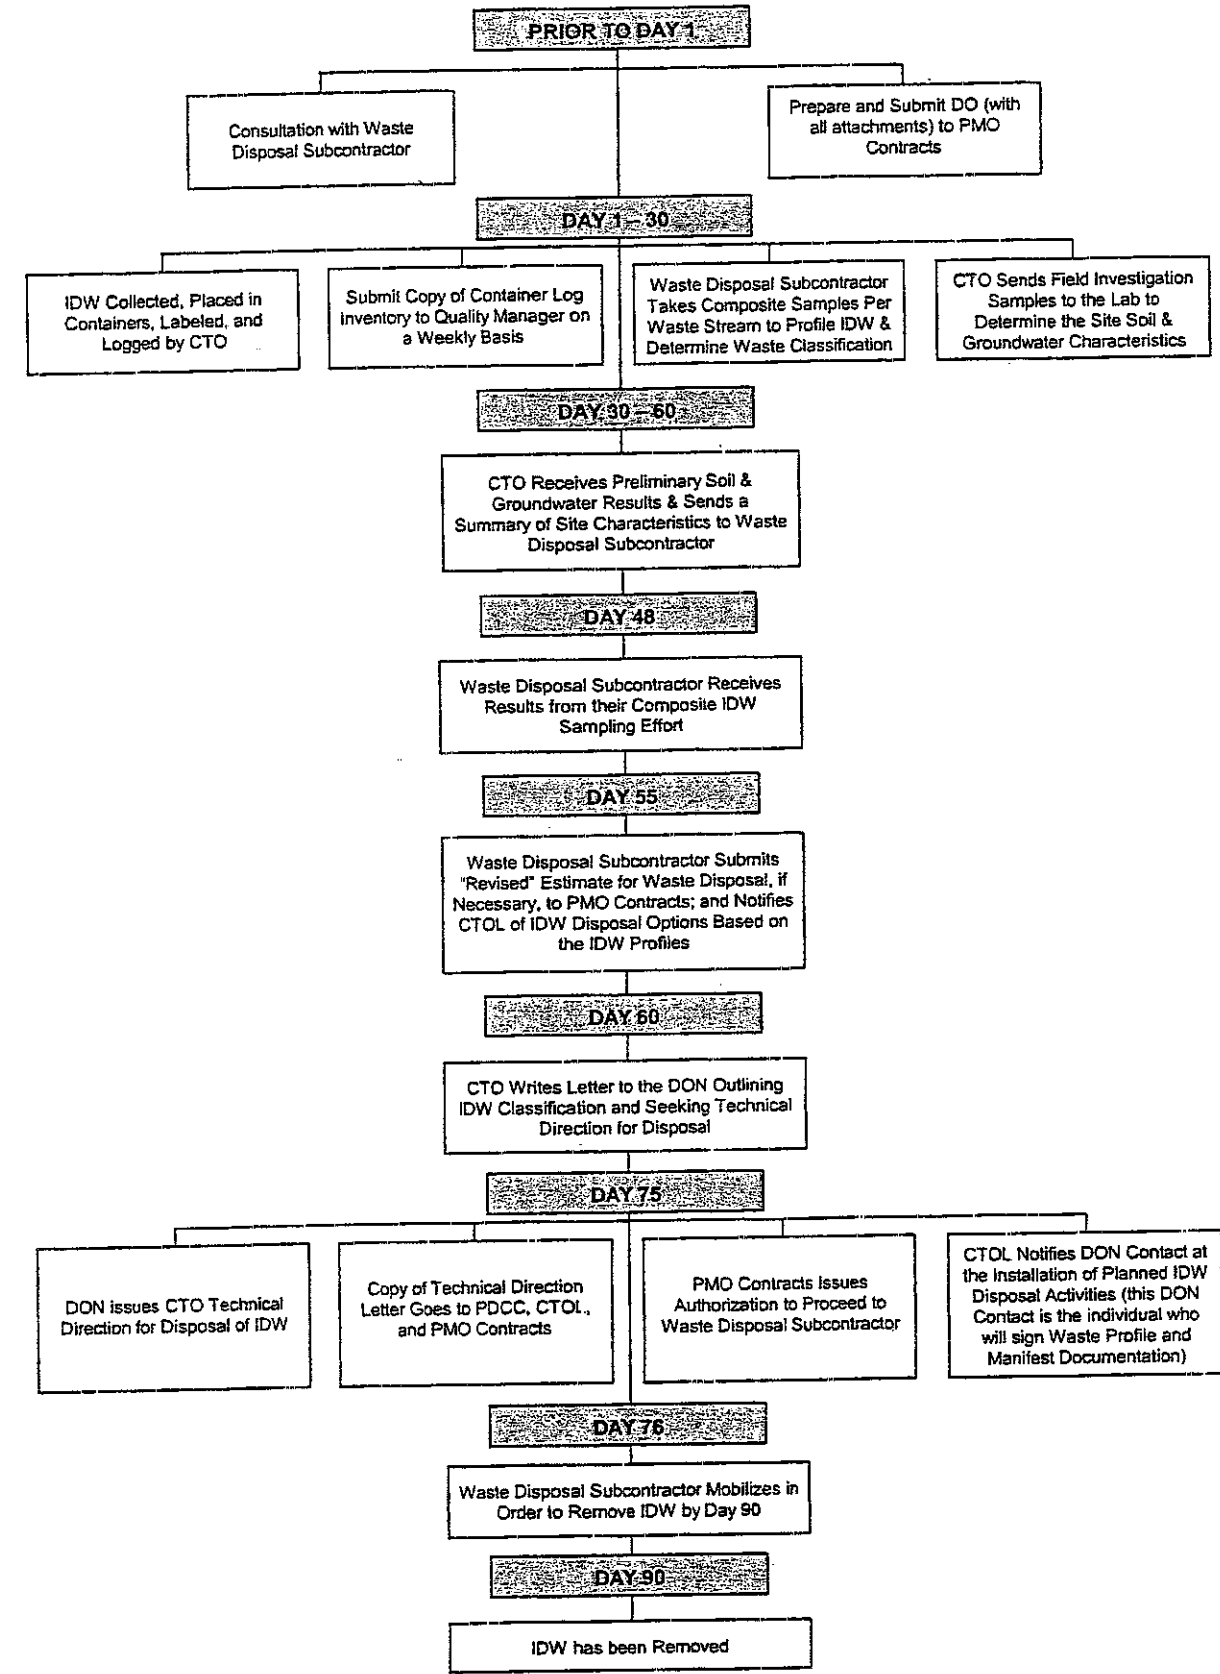 PRIOR TO DAY 1
Consultation with Waste
Disposal Subcontractor
Prepare and Submit DO (with
all attachments) to PMO
Contracts
DAY 1 – 30
IDW Collected, Placed in
Containers, Labeled, and
Logged by CTO
Submit Copy of Container Log
Inventory to Quality Manager on
a Weekly Basis
Waste Disposal Subcontractor
Takes Composite Samples Per
Waste Stream to Profile IDW &
Determine Waste Classification
CTO Sends Field Investigation
Samples to the Lab to
Determine the Site Soil &
Groundwater Characteristics
DAY 30 – 60
CTO Receives Preliminary Soil &
Groundwater Results & Sends a
Summary of Site Characteristics to Waste
Disposal Subcontractor
DAY 48
Waste Disposal Subcontractor Receives
Results from their Composite IDW
Sampling Effort
DAY 55
Waste Disposal Subcontractor Submits
"Revised" Estimate for Waste Disposal, if
Necessary, to PMO Contracts; and Notifies
CTOL of IDW Disposal Options Based on
the IDW Profiles
DAY 60
CTO Writes Letter to the DON Outlining
IDW Classification and Seeking Technical
Direction for Disposal
DAY 75
DON issues CTO Technical
Direction for Disposal of IDW
Copy of Technical Direction
Letter Goes to PDCC, CTOL,
and PMO Contracts
PMO Contracts Issues
Authorization to Proceed to
Waste Disposal Subcontractor
CTOL Notifies DON Contact at
the Installation of Planned IDW
Disposal Activities (this DON
Contact is the individual who
will sign Waste Profile and
Manifest Documentation)
DAY 76
Waste Disposal Subcontractor Mobilizes in
Order to Remove IDW by Day 90
DAY 90
IDW has been Removed